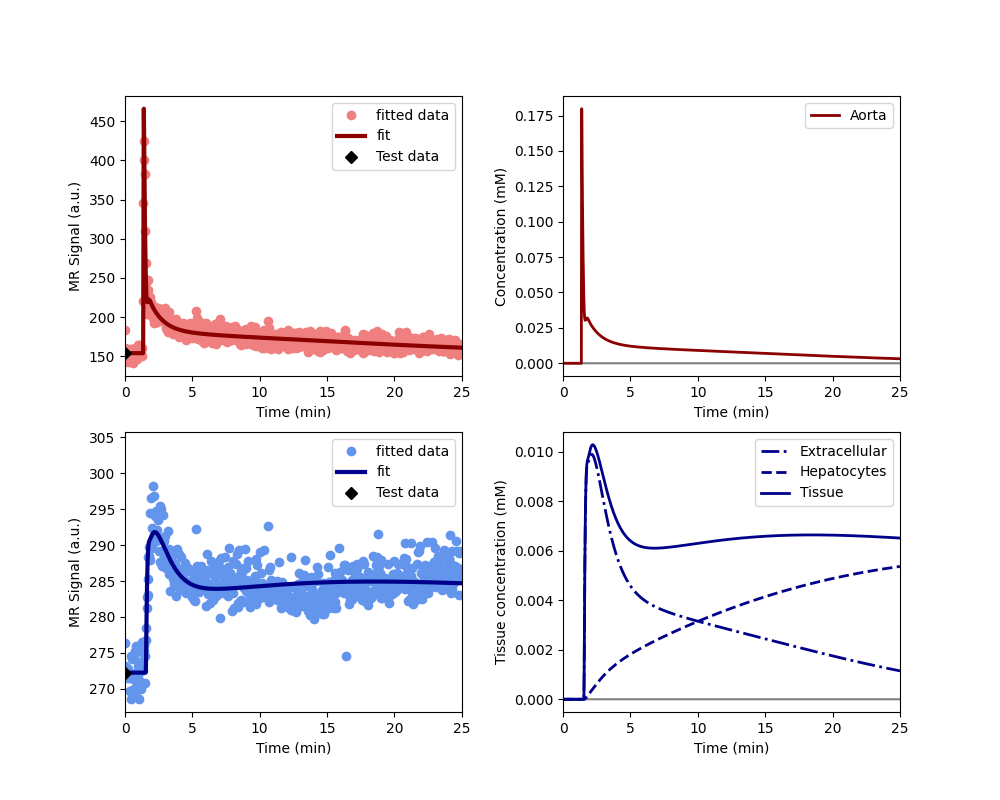 MR Signal (a.u.)
450
400
350
300
250
200
150
0 5 10 15 20 25
Time (min)
fitted data
fit
Test data
Concentration (mM)
0.175
0.150
0.125
0.100
0.075
0.050
0.025
0.000
0 5 10 15 20 25
Time (min)
Aorta
MR Signal (a.u.)
305
300
295
290
285
280
275
270
0 5 10 15 20 25
Time (min)
fitted data
fit
Test data
Tissue concentration (mM)
0.010
0.008
0.006
0.004
0.002
0.000
0 5 10 15 20 25
Time (min)
Extracellular
Hepatocytes
Tissue